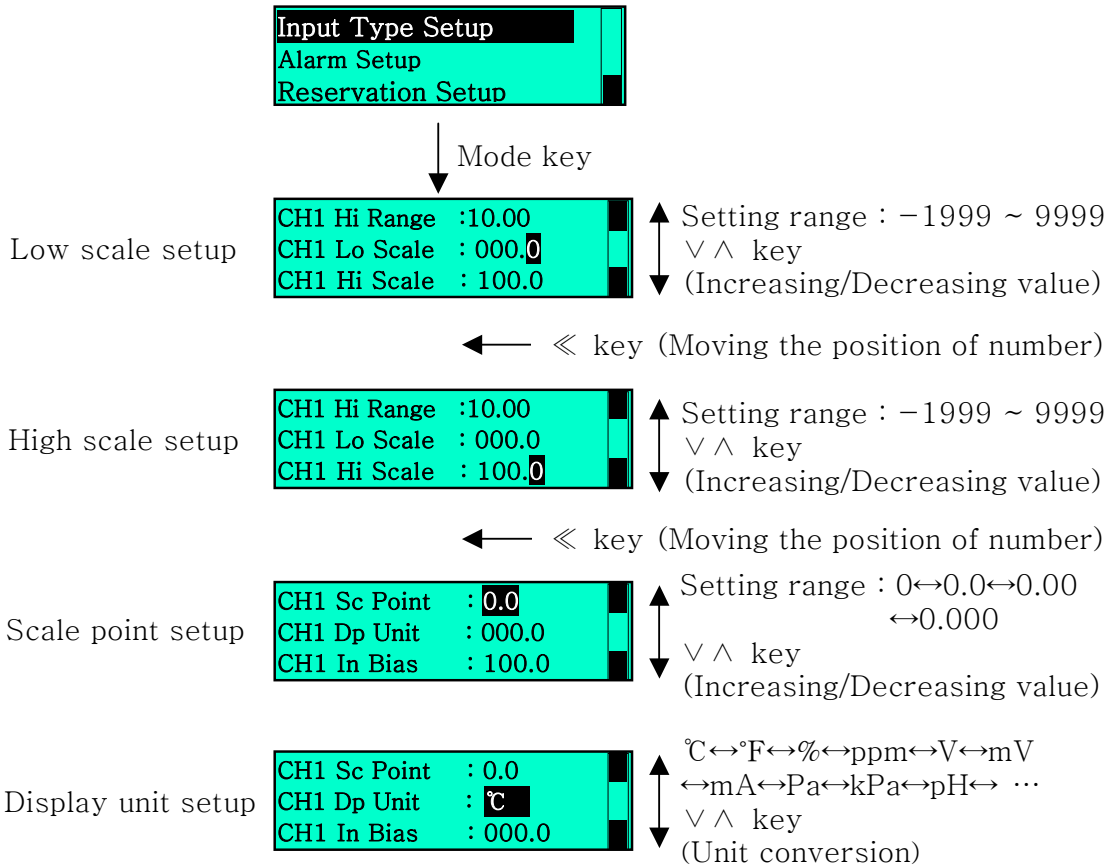 Input Type Setup
Alarm Setup
Reservation Setup
Mode key
Low scale setup
CH1 Hi Range :10.00
CH1 Lo Scale : 000.0
CH1 Hi Scale : 100.0
Setting range : −1999 ~ 9999
∨∧ key
(Increasing/Decreasing value)
≪ key (Moving the position of number)
High scale setup
CH1 Hi Range :10.00
CH1 Lo Scale : 000.0
CH1 Hi Scale : 100.0
Setting range : −1999 ~ 9999
∨∧ key
(Increasing/Decreasing value)
≪ key (Moving the position of number)
Scale point setup
CH1 Sc Point : 0.0
CH1 Dp Unit : 000.0
CH1 In Bias : 100.0
Setting range : 0↔0.0↔0.00
↔0.000
∨∧ key
(Increasing/Decreasing value)
Display unit setup
CH1 Sc Point : 0.0
CH1 Dp Unit : ℃
CH1 In Bias : 000.0
℃↔℉↔%↔ppm↔V↔mV
↔mA↔Pa↔kPa↔pH↔ …
∨∧ key
(Unit conversion)